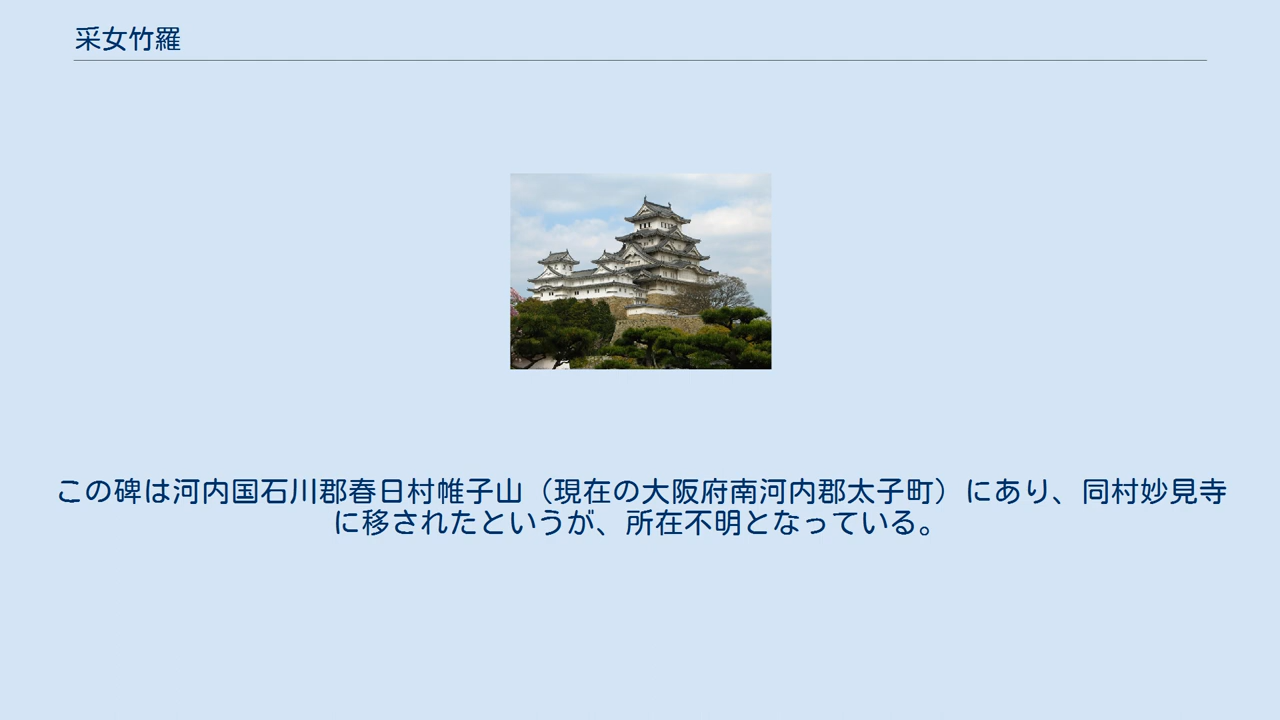 采女竹羅
この碑は河内国石川郡春日村帷子山（現在の大阪府南河内郡太子町）にあり、同村妙見寺
に移されたというが、所在不明となっている。